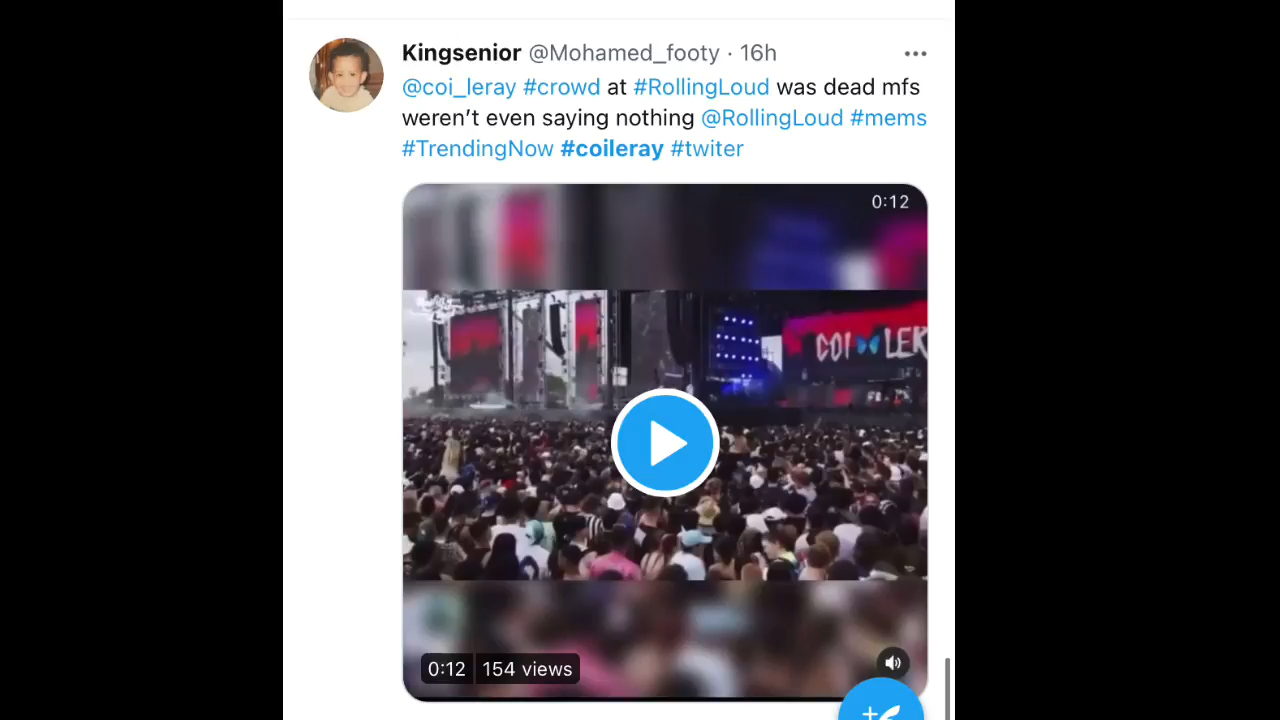 Kingsenior @Mohamed_footy · 16h
@coi_leray #crowd at #RollingLoud was dead mfs
weren’t even saying nothing @RollingLoud #mems
#TrendingNow #coileray #twiter
0:12
COI LER
0:12 154 views